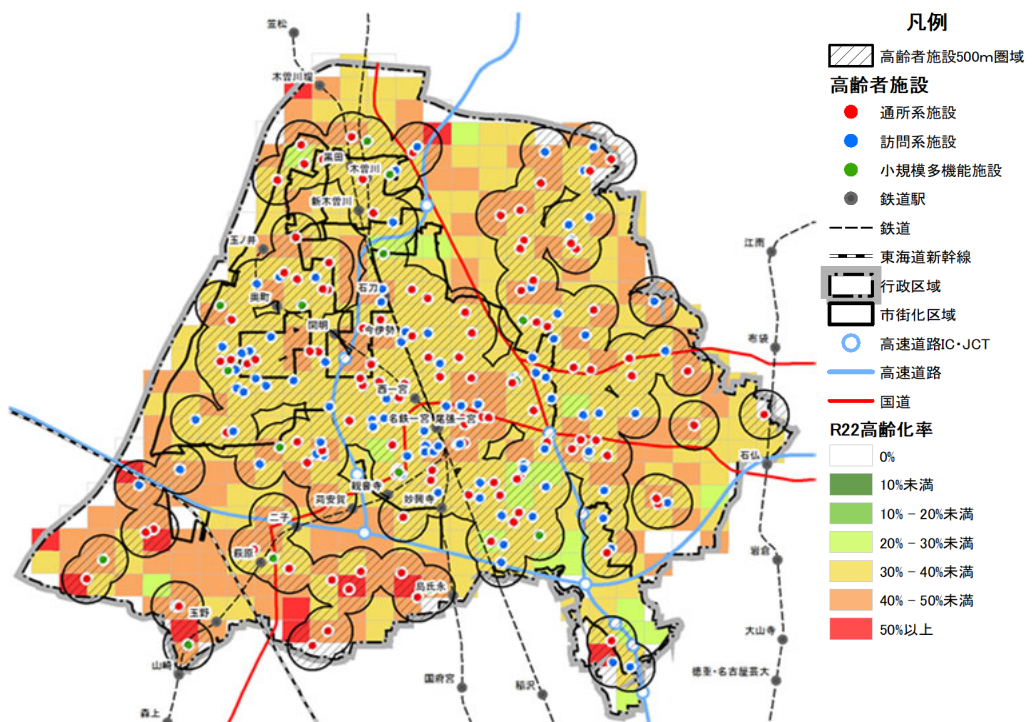 凡例
高齢者施設500m圏域
高齢者施設
通所系施設
訪問系施設
小規模多機能施設
鉄道駅
鉄道
東海道新幹線
行政区域
市街化区域
高速道路IC・JCT
高速道路
国道
R22高齢化率
0%
10%未満
10%－20%未満
20%－30%未満
30%－40%未満
40%－50%未満
50%以上
笠松
木曽川堤
黒田
木曽川
新木曽川
玉ノ井
江南
石刀
奥町
開明
今伊勢
布袋
西一宮
名鉄一宮
尾張一宮
石仏
観音寺
苅安賀
妙興寺
二子
萩原
岩倉
島氏永
玉野
大山寺
山崎
国府宮
稲沢
徳重・名古屋芸大
森上